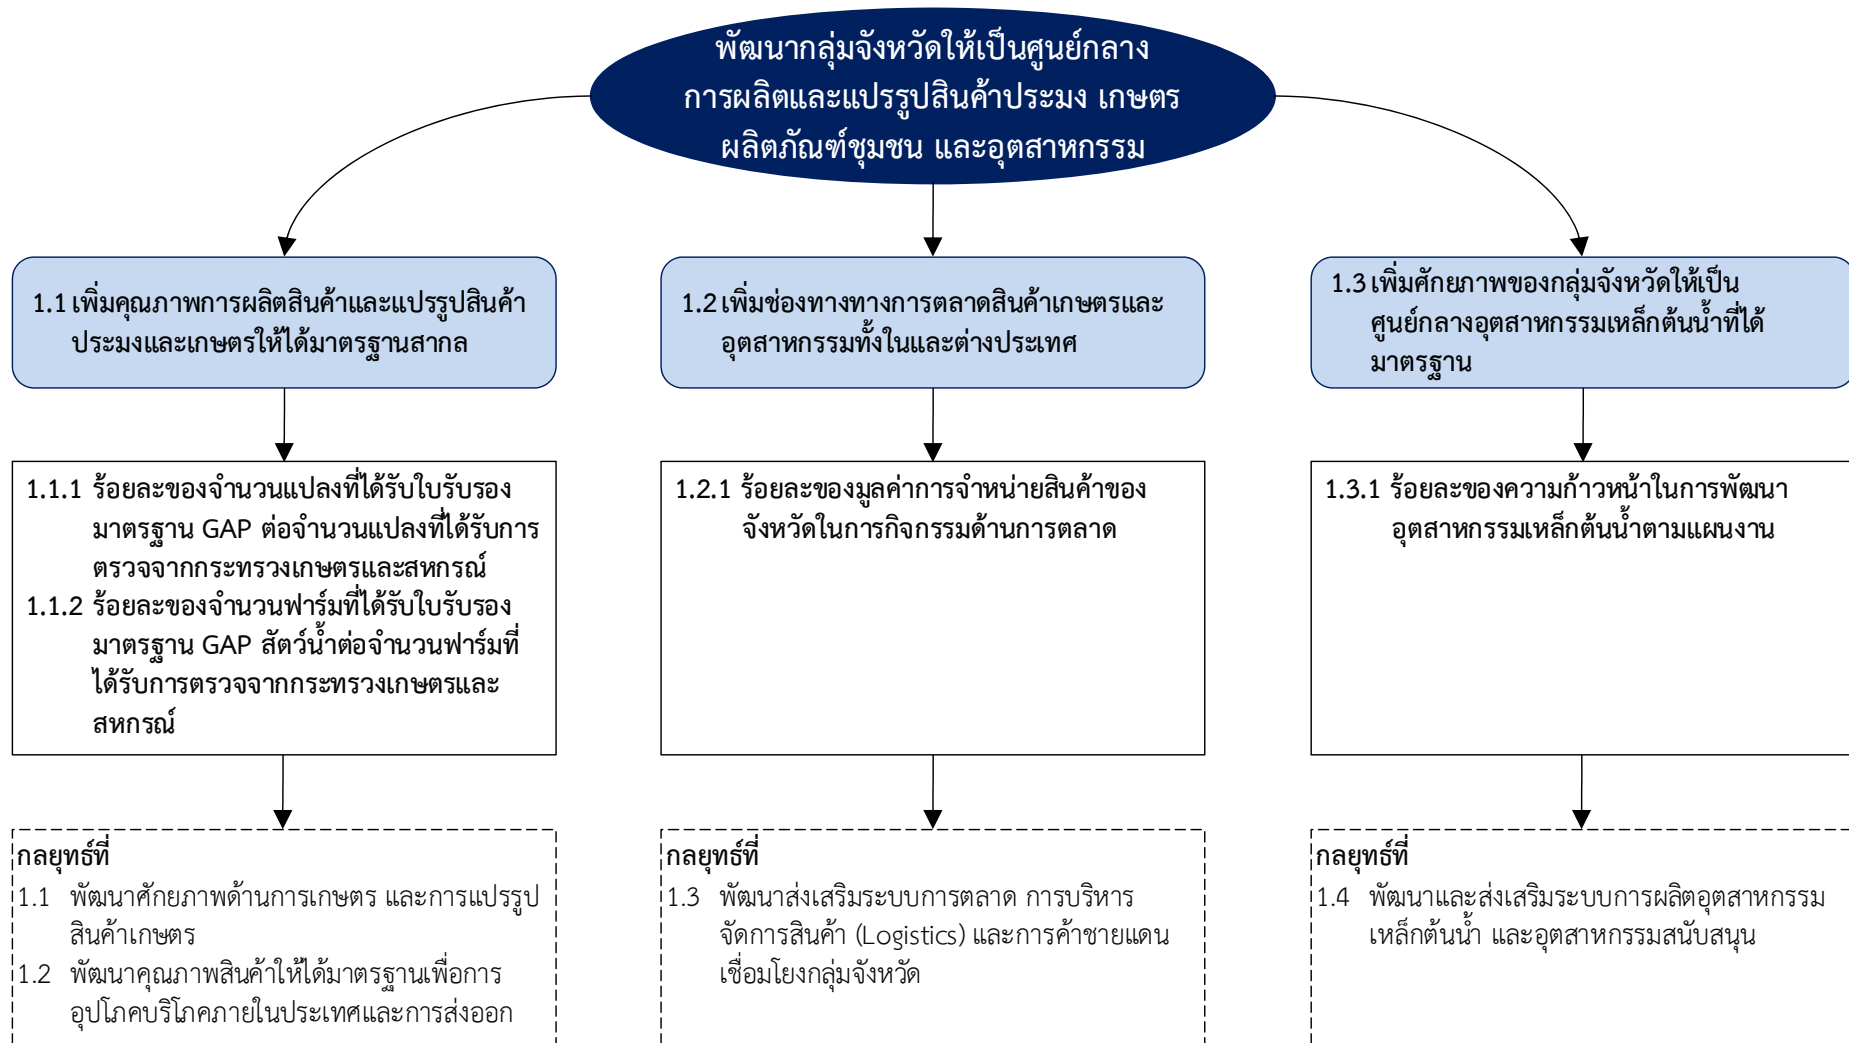 พัฒนากลุ่มจังหวัดให้เป็นศูนย์กลาง
การผลิตและแปรรูปสินค้าประมง เกษตร
ผลิตภัณฑ์ชุมชน และอุตสาหกรรม
1.1 เพิ่มคุณภาพการผลิตสินค้าและแปรรูปสินค้า
ประมงและเกษตรให้ได้มาตรฐานสากล
1.2 เพิ่มช่องทางทางการตลาดสินค้าเกษตรและ
อุตสาหกรรมทั้งในและต่างประเทศ
1.3 เพิ่มศักยภาพของกลุ่มจังหวัดให้เป็น
ศูนย์กลางอุตสาหกรรมเหล็กต้นน้ำที่ได้
มาตรฐาน
1.1.1 ร้อยละของจำนวนแปลงที่ได้รับใบรับรอง
มาตรฐาน GAP ต่อจำนวนแปลงที่ได้รับการ
ตรวจจากกระทรวงเกษตรและสหกรณ์
1.1.2 ร้อยละของจำนวนฟาร์มที่ได้รับใบรับรอง
มาตรฐาน GAP สัตว์น้ำต่อจำนวนฟาร์มที่
ได้รับการตรวจจากกระทรวงเกษตรและ
สหกรณ์
1.2.1 ร้อยละของมูลค่าการจำหน่ายสินค้าของ
จังหวัดในการกิจกรรมด้านการตลาด
1.3.1 ร้อยละของความก้าวหน้าในการพัฒนา
อุตสาหกรรมเหล็กต้นน้ำตามแผนงาน
กลยุทธ์ที่
1.1 พัฒนาศักยภาพด้านการเกษตร และการแปรรูป
สินค้าเกษตร
1.2 พัฒนาคุณภาพสินค้าให้ได้มาตรฐานเพื่อการ
อุปโภคบริโภคภายในประเทศและการส่งออก
กลยุทธ์ที่
1.3 พัฒนาส่งเสริมระบบการตลาด การบริหาร
จัดการสินค้า (Logistics) และการค้าชายแดน
เชื่อมโยงกลุ่มจังหวัด
กลยุทธ์ที่
1.4 พัฒนาและส่งเสริมระบบการผลิตอุตสาหกรรม
เหล็กต้นน้ำ และอุตสาหกรรมสนับสนุน